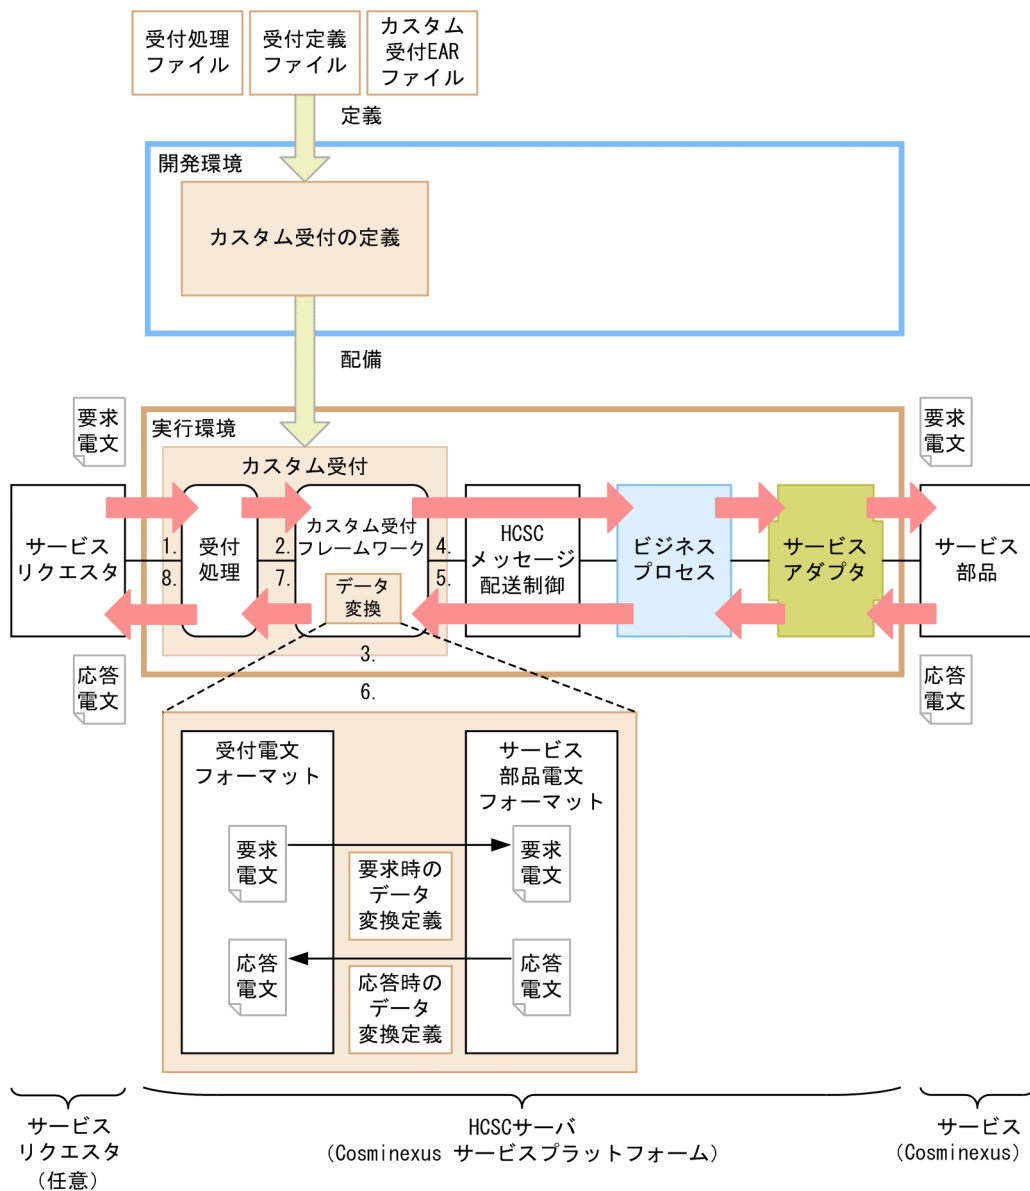 受付処理
ファイル
受付定義
ファイル
カスタム
受付EAR
ファイル
定義
開発環境
カスタム受付の定義
配備
要求
電文
実行環境
要求
電文
カスタム受付
サービス
リクエスタ
1.
8.
受付
処理
2.
7.
カスタム受付
フレームワーク
データ
変換
4.
5.
HCSC
メッセージ
配送制御
ビジネス
プロセス
サービス
アダプタ
サービス
部品
3.
6.
応答
電文
応答
電文
受付電文
フォーマット
サービス
部品電文
フォーマット
要求
電文
要求時の
データ
変換定義
要求
電文
応答
電文
応答時の
データ
変換定義
応答
電文
サービス
リクエスタ
（任意）
HCSCサーバ
（Cosminexus サービスプラットフォーム）
サービス
（Cosminexus）